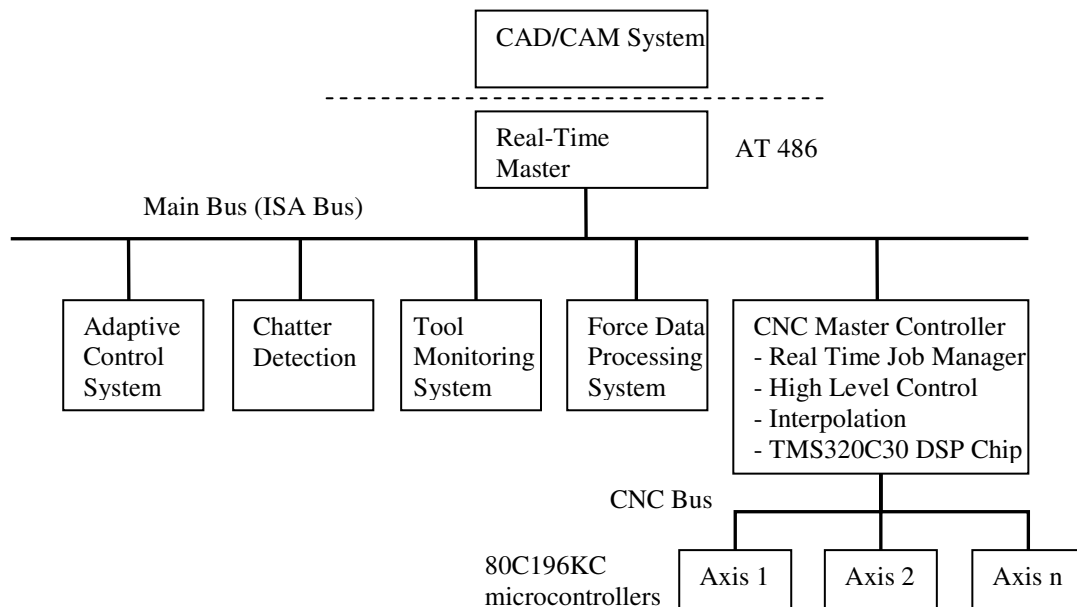 CAD/CAM System
Real-Time
Master
AT 486
Main Bus (ISA Bus)
Adaptive
Control
System
Chatter
Detection
Tool
Monitoring
System
Force Data
Processing
System
CNC Master Controller
- Real Time Job Manager
- High Level Control
- Interpolation
- TMS320C30 DSP Chip
CNC Bus
80C196KC
microcontrollers
Axis 1
Axis 2
Axis n